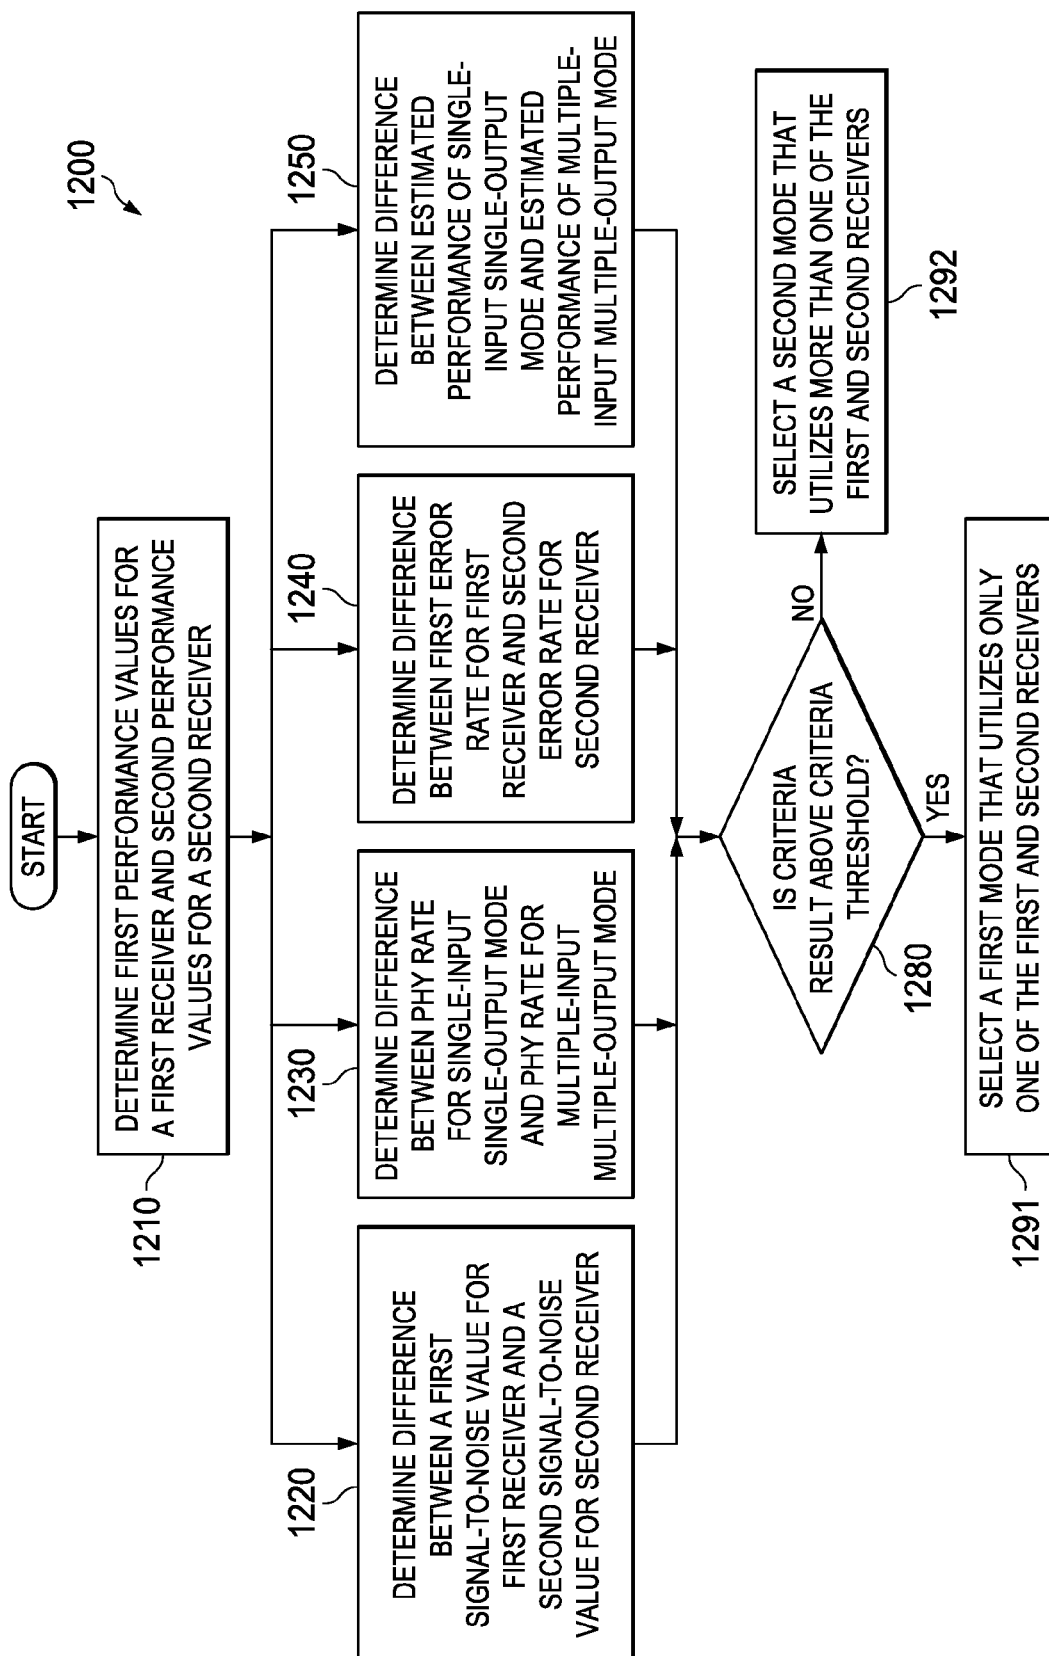 1200
START
DETERMINE FIRST PERFORMANCE VALUES FOR
A FIRST RECEIVER AND SECOND PERFORMANCE
VALUES FOR A SECOND RECEIVER
1210
1220
DETERMINE DIFFERENCE
BETWEEN A FIRST
SIGNAL-TO-NOISE VALUE FOR
FIRST RECEIVER AND A
SECOND SIGNAL-TO-NOISE
VALUE FOR SECOND RECEIVER
1230
DETERMINE DIFFERENCE
BETWEEN PHY RATE
FOR SINGLE-INPUT
SINGLE-OUTPUT MODE
AND PHY RATE FOR
MULTIPLE-INPUT
MULTIPLE-OUTPUT MODE
1240
DETERMINE DIFFERENCE
BETWEEN FIRST ERROR
RATE FOR FIRST
RECEIVER AND SECOND
ERROR RATE FOR
SECOND RECEIVER
1250
DETERMINE DIFFERENCE
BETWEEN ESTIMATED
PERFORMANCE OF SINGLE-
INPUT SINGLE-OUTPUT
MODE AND ESTIMATED
PERFORMANCE OF MULTIPLE-
INPUT MULTIPLE-OUTPUT MODE
IS CRITERIA
RESULT ABOVE CRITERIA
THRESHOLD?
1280
NO
YES
SELECT A SECOND MODE THAT
UTILIZES MORE THAN ONE OF THE
FIRST AND SECOND RECEIVERS
1292
SELECT A FIRST MODE THAT UTILIZES ONLY
ONE OF THE FIRST AND SECOND RECEIVERS
1291